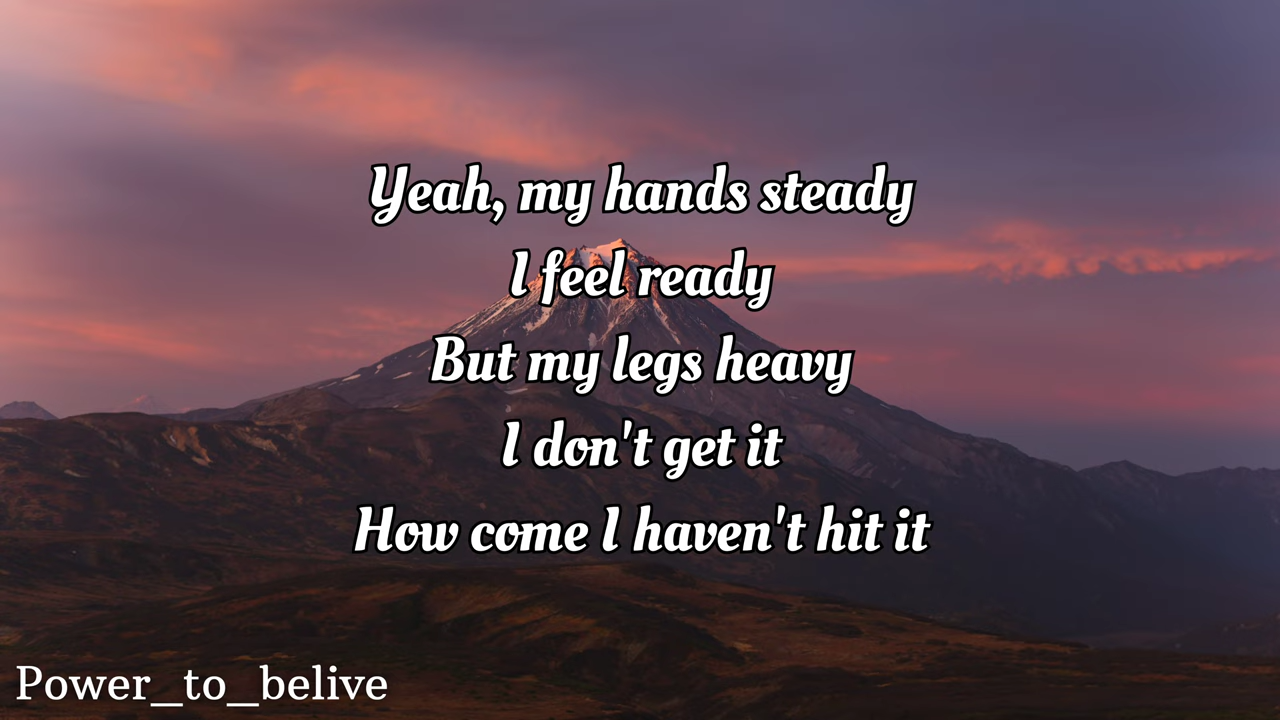 Yeah, my hands steady
I feel ready
But my legs heavy
I don't get it
How come I haven't hit it
Power_to_belive